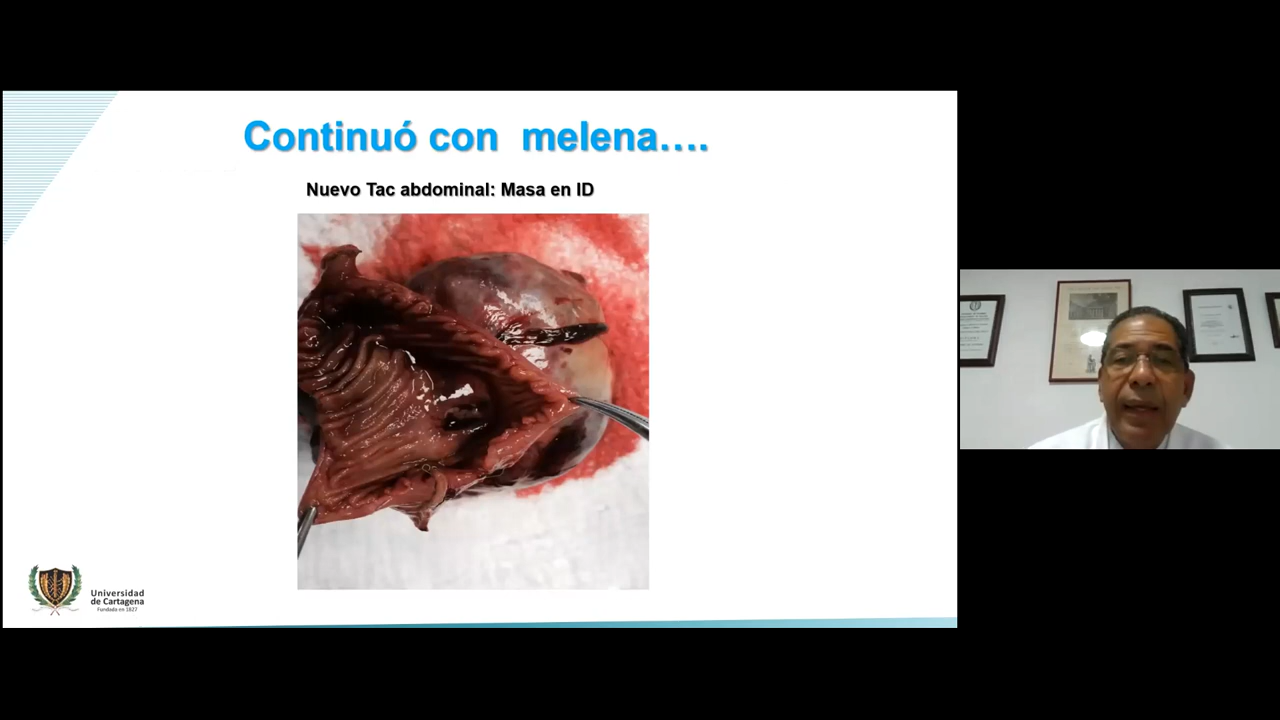 Continuó con melena....
Nuevo Tac abdominal: Masa en ID
Universidad
de Cartagena
Fundada en 1827